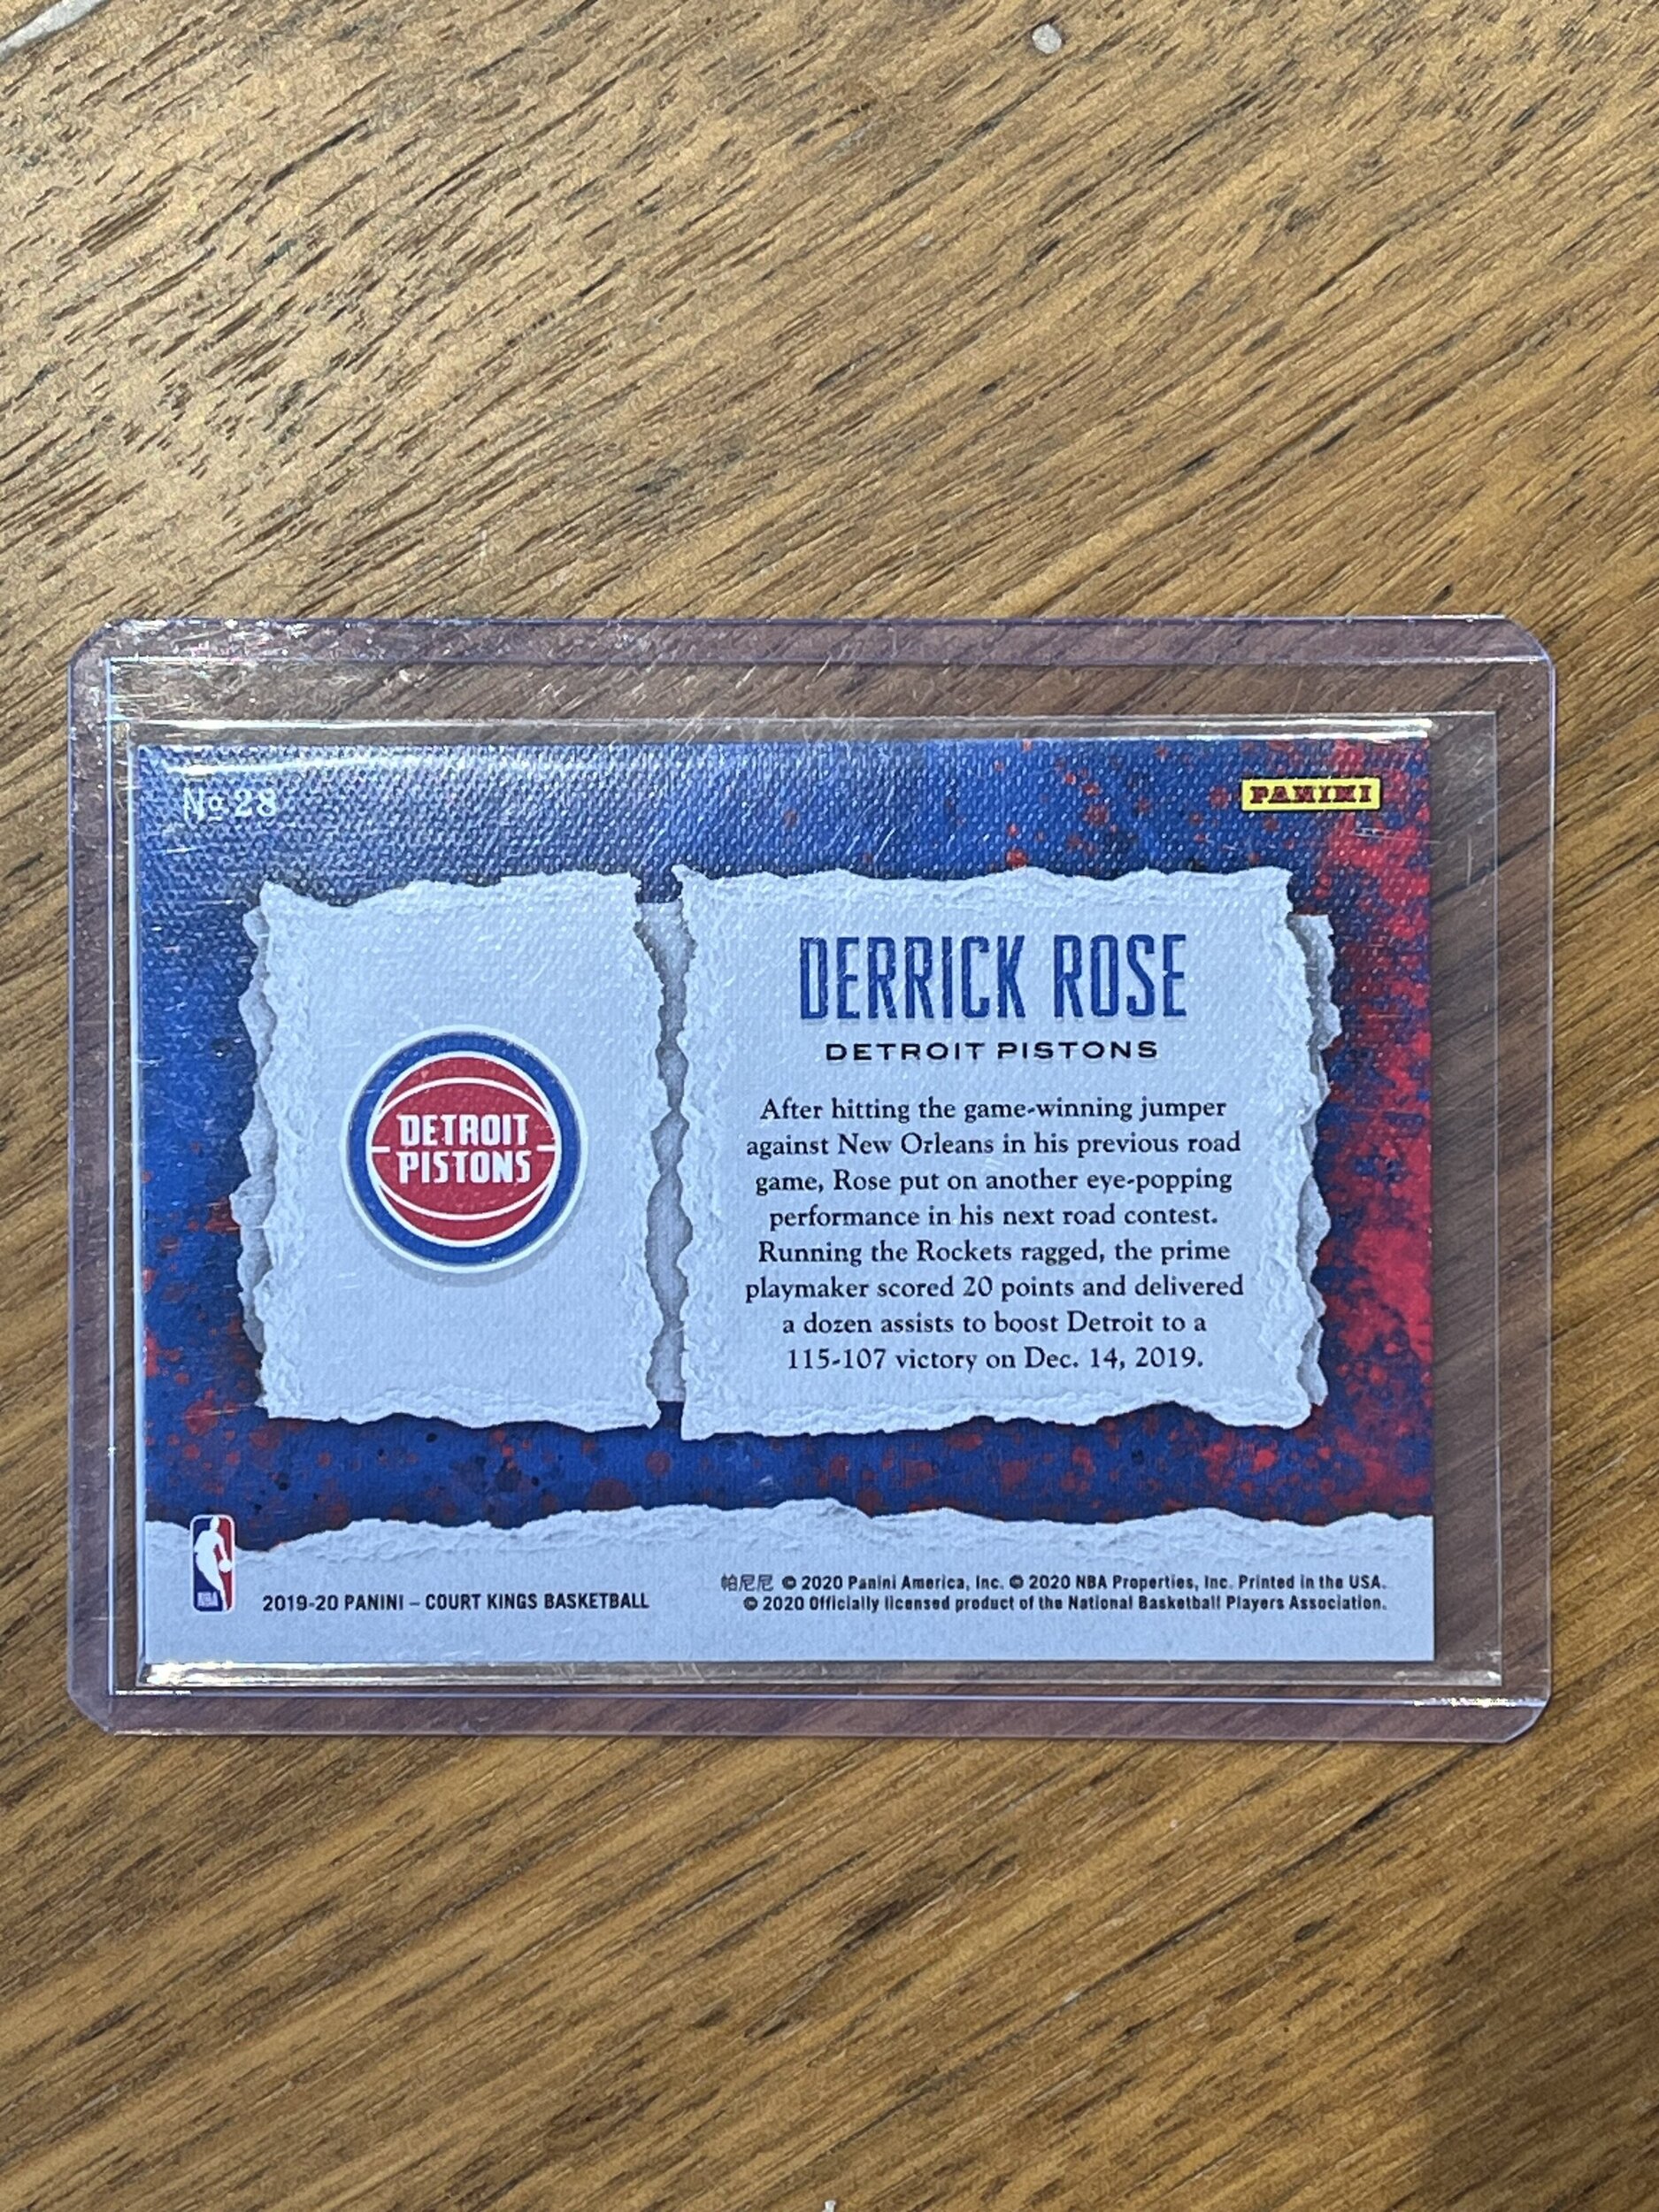 No 28
PANINI
DERRICK ROSE
DETROIT PISTONS
After hitting the game-winning jumper
against New Orleans in his previous road
game, Rose put on another eye-popping
performance in his next road contest.
Running the Rockets ragged, the prime
playmaker scored 20 points and delivered
a dozen assists to boost Detroit to a
115-107 victory on Dec. 14, 2019.
DETROIT
PISTONS
NBA
2019-20 PANINI – COURT KINGS BASKETBALL
帕尼尼 © 2020 Panini America, Inc. © 2020 NBA Properties, Inc. Printed in the USA.
© 2020 Officially licensed product of the National Basketball Players Association.